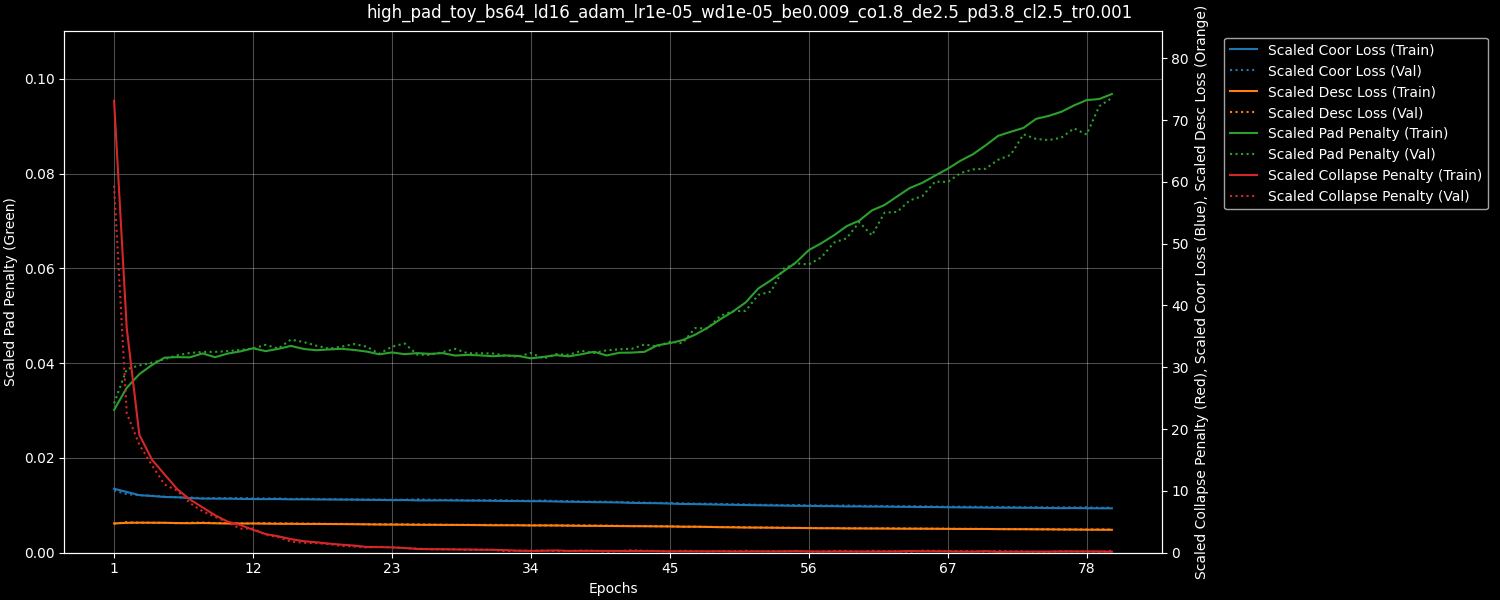 high_pad_toy_bs64_ld16_adam_lr1e-05_wd1e-05_be0.009_co1.8_de2.5_pd3.8_cl2.5_tr0.001
Scaled Pad Penalty (Green)
0.10
0.08
0.06
0.04
0.02
0.00
1
12
23
34
45
56
67
78
Epochs
80
70
60
50
40
30
20
10
0
Scaled Collapse Penalty (Red), Scaled Coor Loss (Blue), Scaled Desc Loss (Orange)
Scaled Coor Loss (Train)
Scaled Coor Loss (Val)
Scaled Desc Loss (Train)
Scaled Desc Loss (Val)
Scaled Pad Penalty (Train)
Scaled Pad Penalty (Val)
Scaled Collapse Penalty (Train)
Scaled Collapse Penalty (Val)